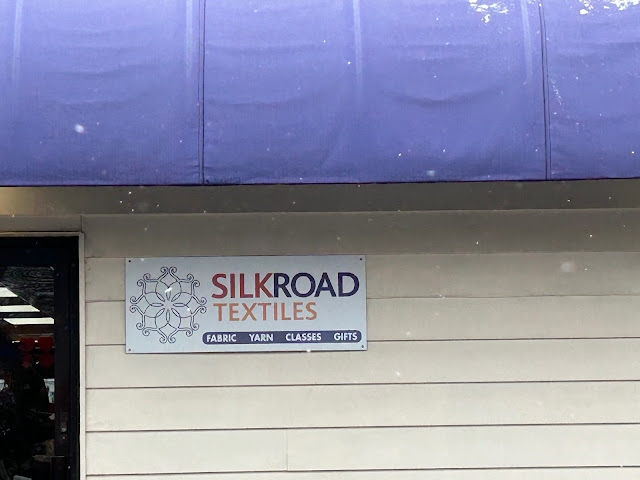 SILKROAD
TEXTILES
FABRIC YARN CLASSES GIFTS